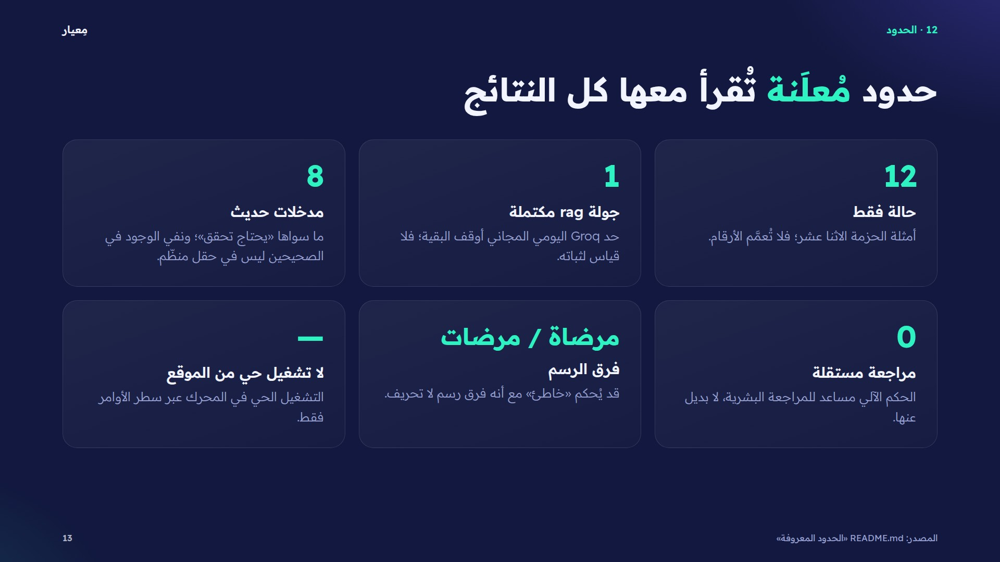 12 · الحدود
مِعيار
حدود مُعلَنة تُقرأ معها كل النتائج
12
حالة فقط
أمثلة الحزمة الاثنا عشر؛ فلا تُعمَّم الأرقام.
1
جولة rag مكتملة
حد Groq اليومي المجاني أوقف البقية؛ فلا
قياس لثباته.
8
مدخلات حديث
ما سواها «يحتاج تحقق»؛ ونفي الوجود في
الصحيحين ليس في حقل منظّم.
0
مراجعة مستقلة
الحكم الآلي مساعد للمراجعة البشرية، لا بديل
عنها.
مرضاة / مرضات
فرق الرسم
قد يُحكم «خاطئ» مع أنه فرق رسم لا تحريف.
—
لا تشغيل حي من الموقع
التشغيل الحي في المحرك عبر سطر الأوامر
فقط.
المصدر: README.md «الحدود المعروفة»
13